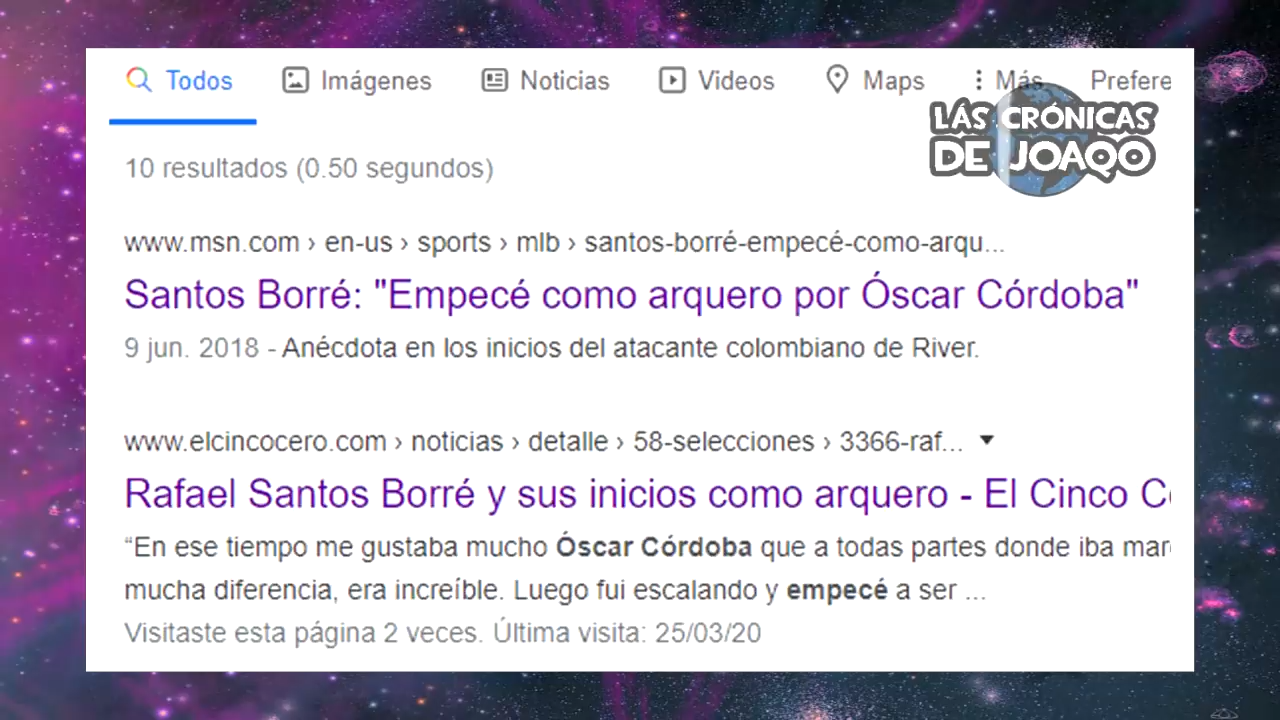 Todos Imágenes Noticias Videos Maps Más Prefere
LAS CRÓNICAS
DE JOAQO
10 resultados (0.50 segundos)
www.msn.com › en-us › sports › mlb › santos-borré-empecé-como-arqu...
Santos Borré: "Empecé como arquero por Óscar Córdoba"
9 jun. 2018 - Anécdota en los inicios del atacante colombiano de River.
www.elcincocero.com › noticias › detalle › 58-selecciones › 3366-raf...
Rafael Santos Borré y sus inicios como arquero - El Cinco C
“En ese tiempo me gustaba mucho Óscar Córdoba que a todas partes donde iba mar
mucha diferencia, era increíble. Luego fui escalando y empecé a ser ...
Visitaste esta página 2 veces. Última visita: 25/03/20